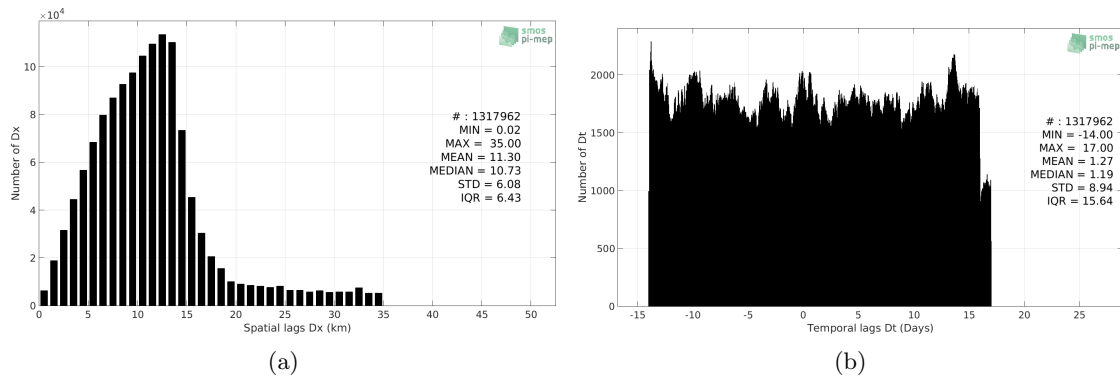 ×10⁴
10
8
6
4
2
0
Number of Dx
0 5 10 15 20 25 30 35 40 45 50
Spatial lags Dx (km)
smos
pi-mep
# : 1317962
MIN = 0.02
MAX = 35.00
MEAN = 11.30
MEDIAN = 10.73
STD = 6.08
IQR = 6.43
(a)
2000
1500
1000
500
0
Number of Dt
-15 -10 -5 0 5 10 15 20 25
Temporal lags Dt (Days)
smos
pi-mep
# : 1317962
MIN = -14.00
MAX = 17.00
MEAN = 1.27
MEDIAN = 1.19
STD = 8.94
IQR = 15.64
(b)